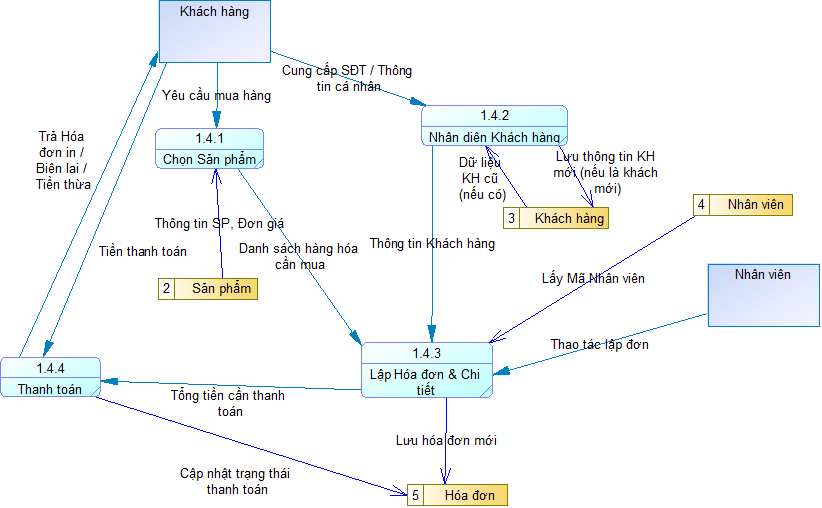 Khách hàng
Cung cấp SĐT / Thông
tin cá nhân
Yêu cầu mua hàng
1.4.2
Nhân diện Khách hàng
1.4.1
Chọn Sản phẩm
Trả Hóa
đơn in /
Biên lai /
Tiền thừa
Dữ liệu
KH cũ
(nếu có)
Lưu thông tin KH
mới (nếu là khách
mới)
4 Nhân viên
3 Khách hàng
Thông tin SP, Đơn giá
Tiền thanh toán
Danh sách hàng hóa
cần mua
Thông tin Khách hàng
Lấy Mã Nhân viên
Nhân viên
2 Sản phẩm
1.4.3
Lập Hóa đơn & Chi
tiết
Thao tác lập đơn
1.4.4
Thanh toán
Tổng tiền cần thanh
toán
Lưu hóa đơn mới
Cập nhật trạng thái
thanh toán
5 Hóa đơn